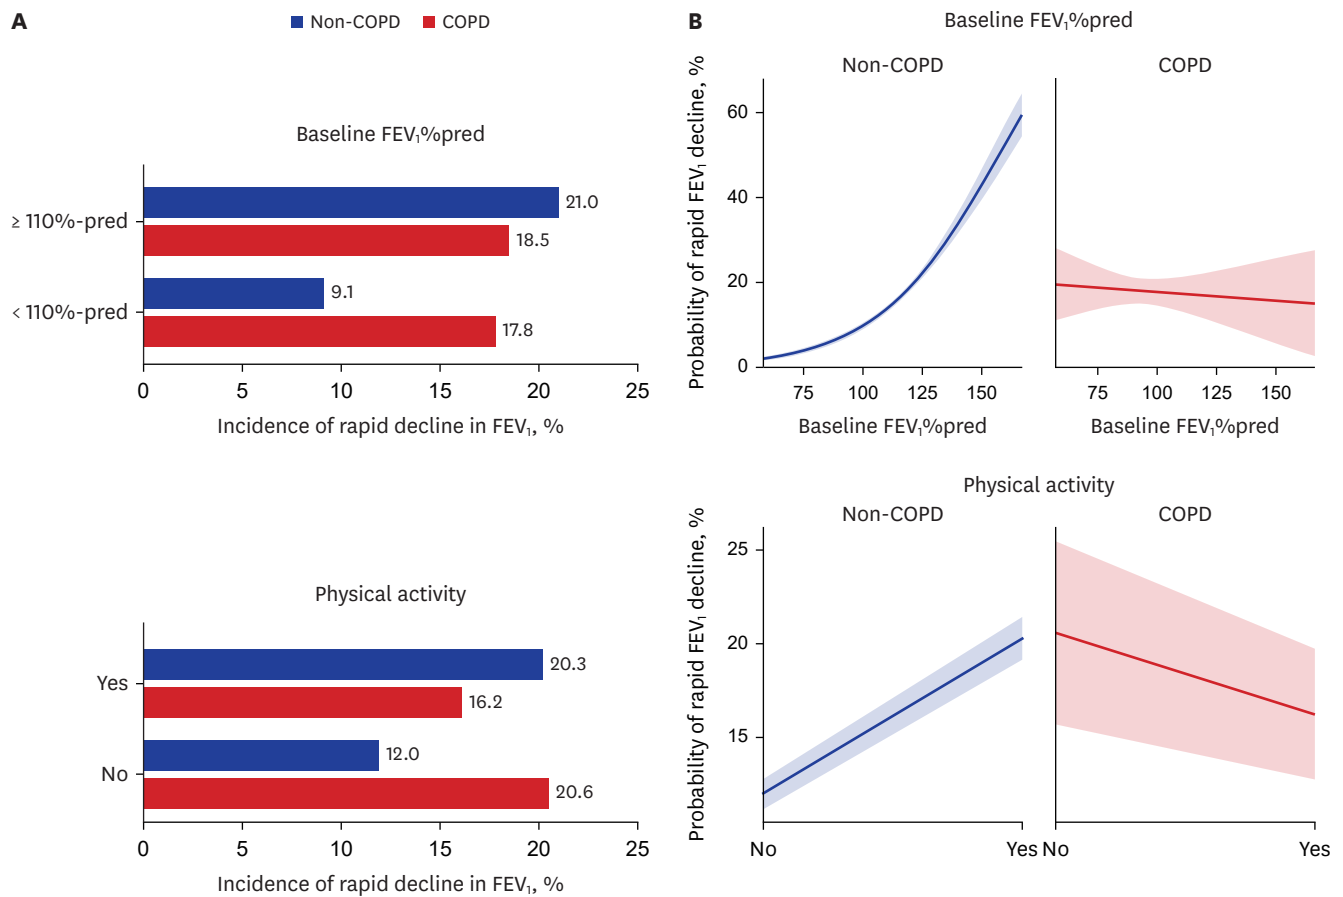 A
Non-COPD COPD
Baseline FEV₁%pred
≥ 110%-pred
21.0
18.5
< 110%-pred
9.1
17.8
0 5 10 15 20 25
Incidence of rapid decline in FEV₁, %
Physical activity
Yes
20.3
16.2
No
12.0
20.6
0 5 10 15 20 25
Incidence of rapid decline in FEV₁, %
B
Baseline FEV₁%pred
Non-COPD COPD
Probability of rapid FEV₁ decline, %
60
40
20
0
75 100 125 150 75 100 125 150
Baseline FEV₁%pred Baseline FEV₁%pred
Physical activity
Non-COPD COPD
Probability of rapid FEV₁ decline, %
25
20
15
No Yes No Yes